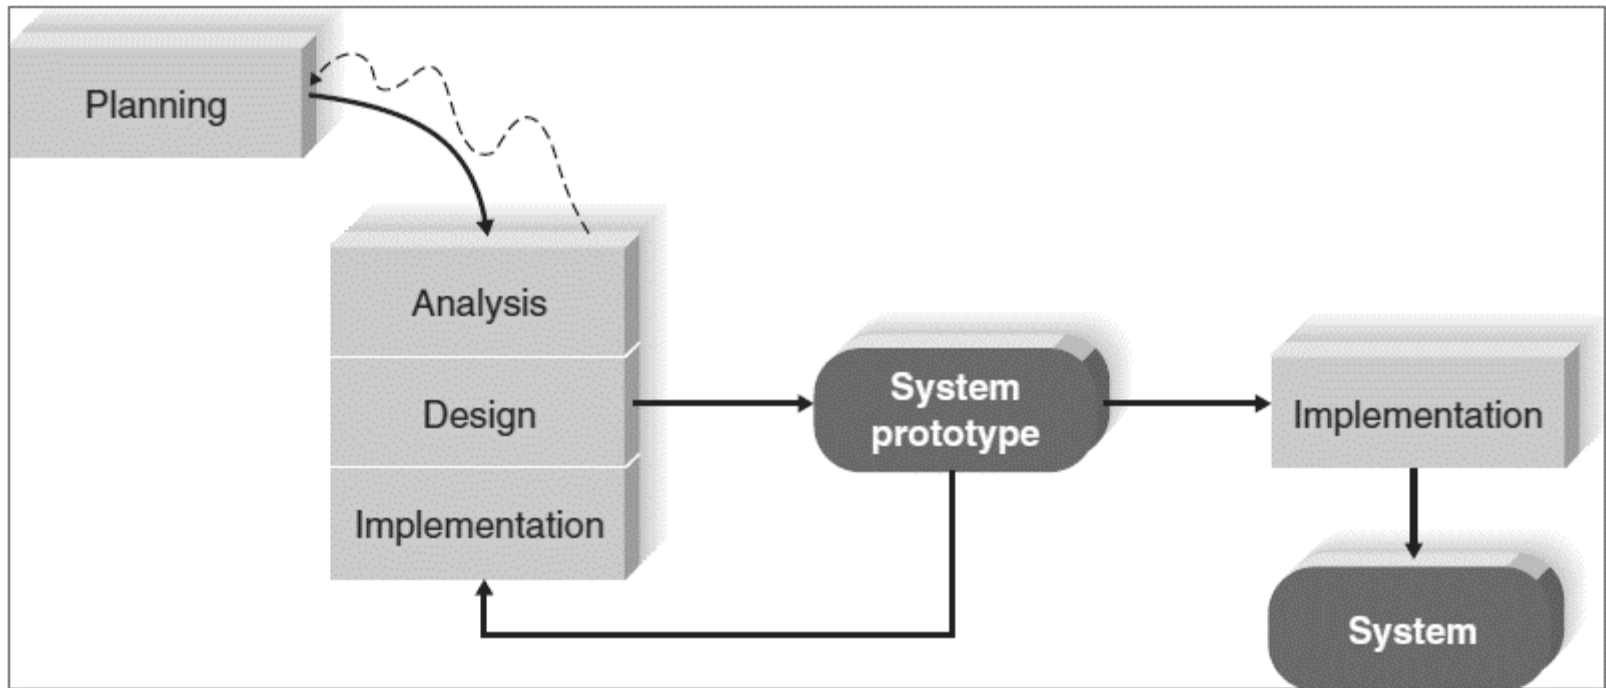 Planning
Analysis
Design
Implementation
System
prototype
Implementation
System